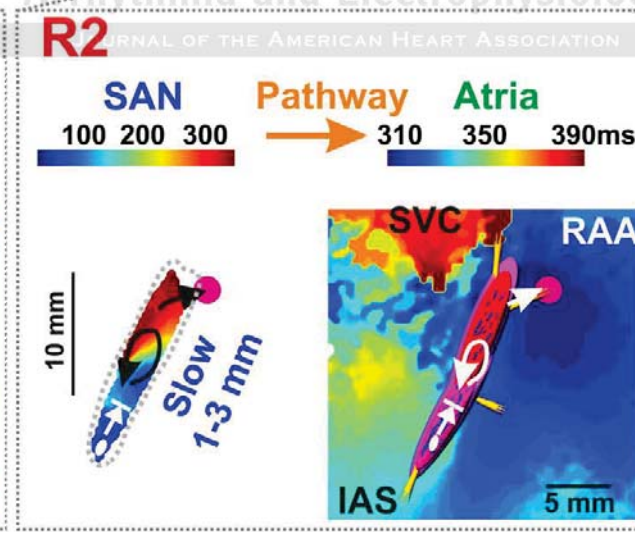 R2
JOURNAL OF THE AMERICAN HEART ASSOCIATION
SAN Pathway Atria
100 200 300 310 350 390ms
SVC RAA
10 mm
Slow
1-3 mm
IAS 5 mm